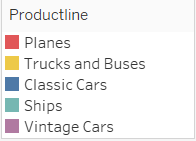 Productline
Planes
Trucks and Buses
Classic Cars
Ships
Vintage Cars